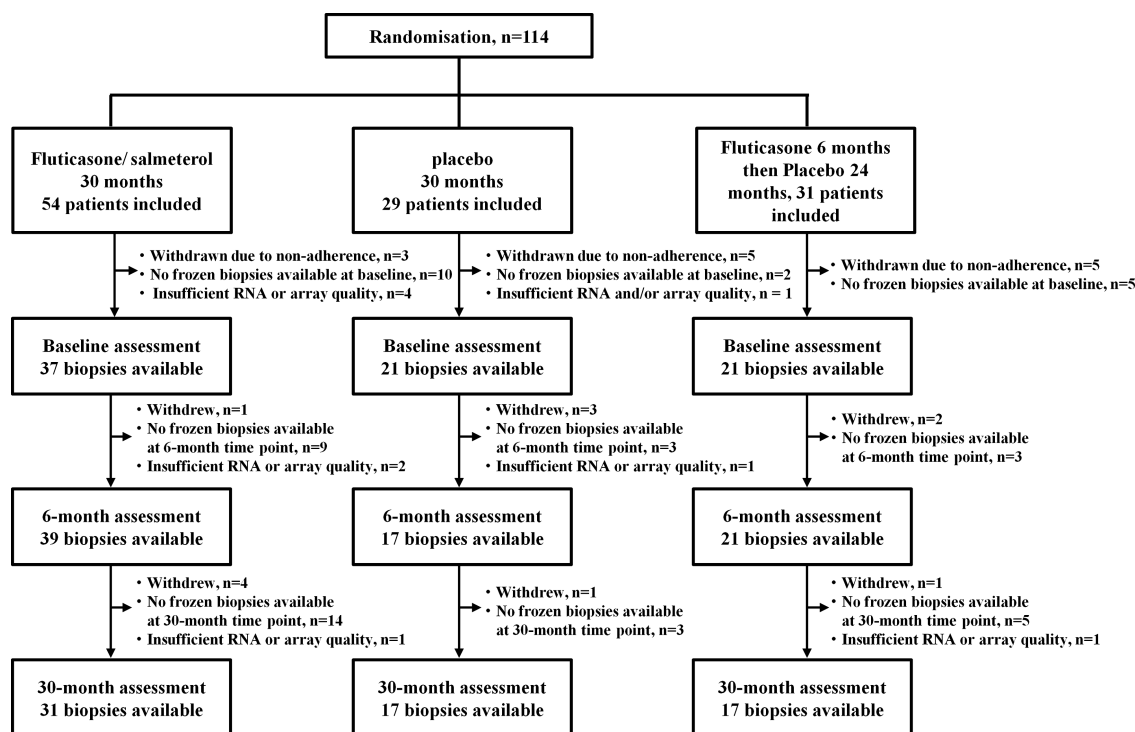 Randomisation, n=114
Fluticasone/ salmeterol
30 months
54 patients included
placebo
30 months
29 patients included
Fluticasone 6 months
then Placebo 24
months, 31 patients
included
・Withdrawn due to non-adherence, n=3
・No frozen biopsies available at baseline, n=10
・Insufficient RNA or array quality, n=4
・Withdrawn due to non-adherence, n=5
・No frozen biopsies available at baseline, n=2
・Insufficient RNA and/or array quality, n = 1
・Withdrawn due to non-adherence, n=5
・No frozen biopsies available at baseline, n=5
Baseline assessment
37 biopsies available
Baseline assessment
21 biopsies available
Baseline assessment
21 biopsies available
・Withdrew, n=1
・No frozen biopsies available
at 6-month time point, n=9
・Insufficient RNA or array quality, n=2
・Withdrew, n=3
・No frozen biopsies available
at 6-month time point, n=3
・Insufficient RNA or array quality, n=1
・Withdrew, n=2
・No frozen biopsies available
at 6-month time point, n=3
6-month assessment
39 biopsies available
6-month assessment
17 biopsies available
6-month assessment
21 biopsies available
・Withdrew, n=4
・No frozen biopsies available
at 30-month time point, n=14
・Insufficient RNA or array quality, n=1
・Withdrew, n=1
・No frozen biopsies available
at 30-month time point, n=3
・Withdrew, n=1
・No frozen biopsies available
at 30-month time point, n=5
・Insufficient RNA or array quality, n=1
30-month assessment
31 biopsies available
30-month assessment
17 biopsies available
30-month assessment
17 biopsies available